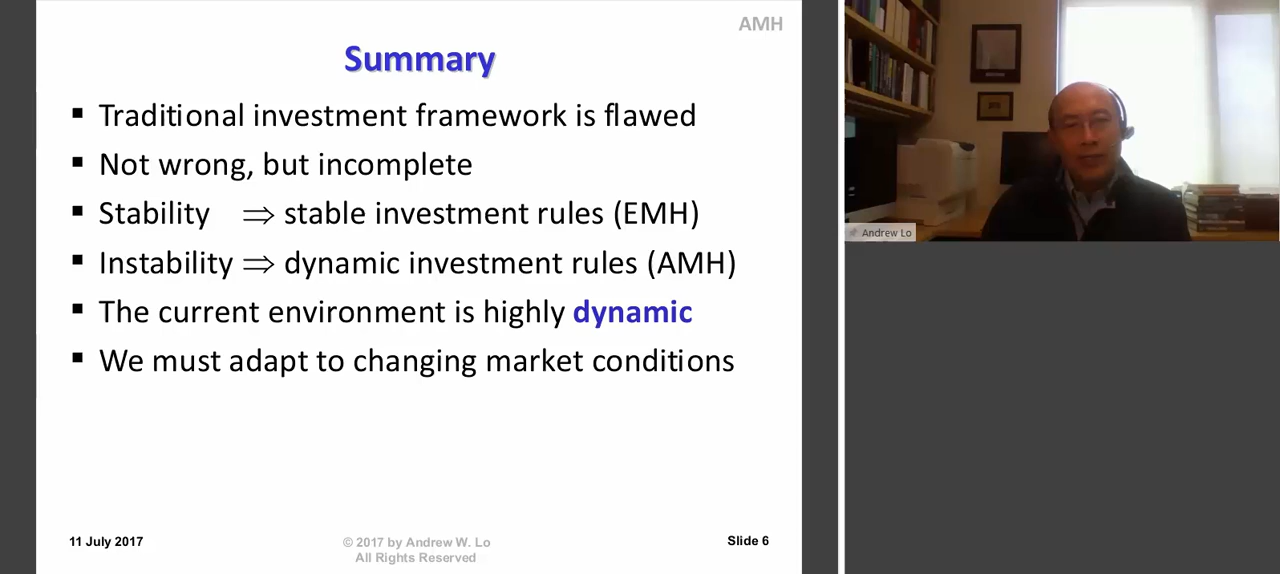 AMH
Summary
▪ Traditional investment framework is flawed
▪ Not wrong, but incomplete
▪ Stability ⇒ stable investment rules (EMH)
▪ Instability ⇒ dynamic investment rules (AMH)
▪ The current environment is highly dynamic
▪ We must adapt to changing market conditions
11 July 2017
© 2017 by Andrew W. Lo
All Rights Reserved
Slide 6
Andrew Lo